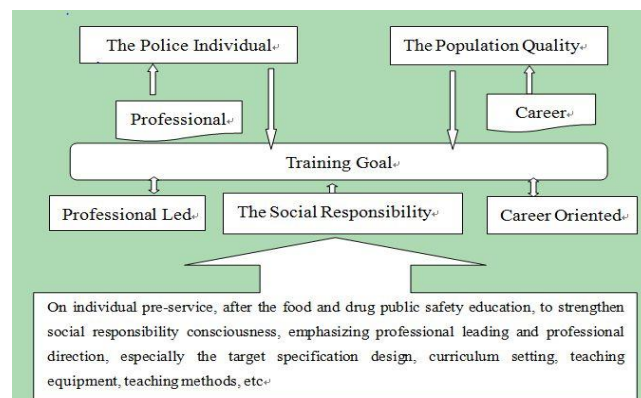 The Police Individual
The Population Quality
Professional
Career
Training Goal
Professional Led
The Social Responsibility
Career Oriented
On individual pre-service, after the food and drug public safety education, to strengthen
social responsibility consciousness, emphasizing professional leading and professional
direction, especially the target specification design, curriculum setting, teaching
equipment, teaching methods, etc